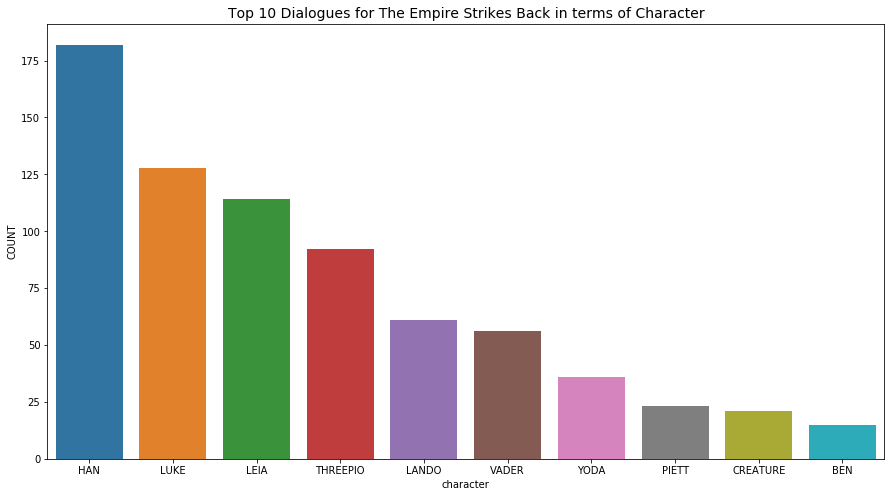 Top 10 Dialogues for The Empire Strikes Back in terms of Character
COUNT
175
150
125
100
75
50
25
0
HAN LUKE LEIA THREEPIO LANDO VADER YODA PIETT CREATURE BEN
character